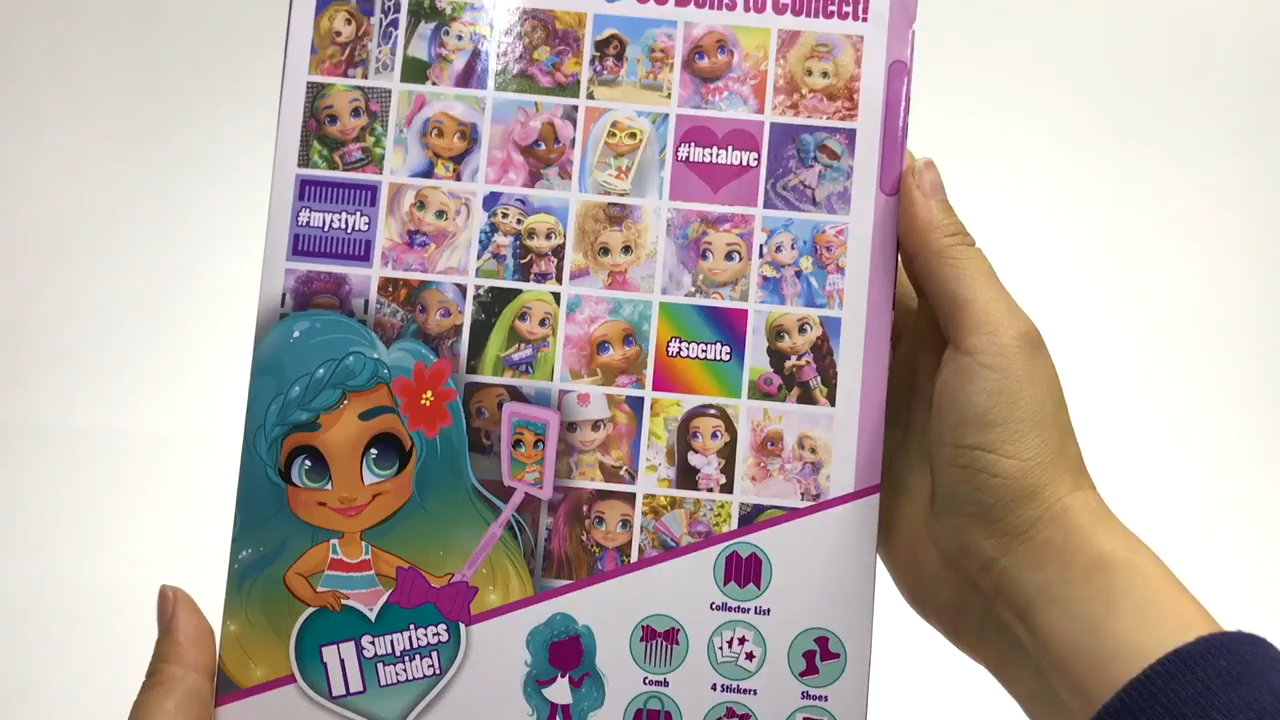 Dolls to Collect!
#instalove
#mystyle
#socute
11 Surprises
Inside!
Collector List
Comb
4 Stickers
Shoes